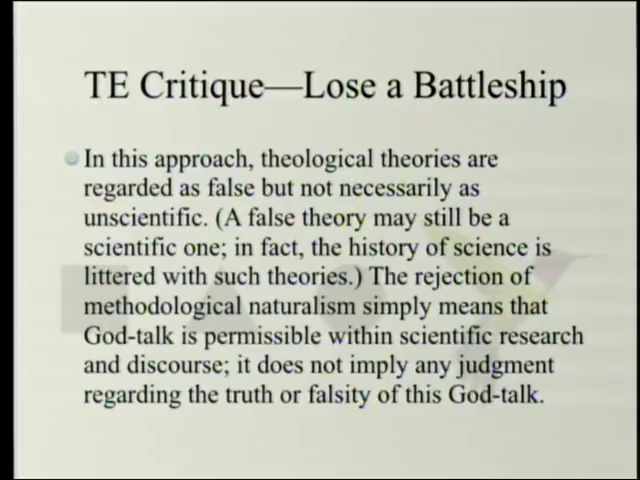 TE Critique—Lose a Battleship
In this approach, theological theories are
regarded as false but not necessarily as
unscientific. (A false theory may still be a
scientific one; in fact, the history of science is
littered with such theories.) The rejection of
methodological naturalism simply means that
God-talk is permissible within scientific research
and discourse; it does not imply any judgment
regarding the truth or falsity of this God-talk.